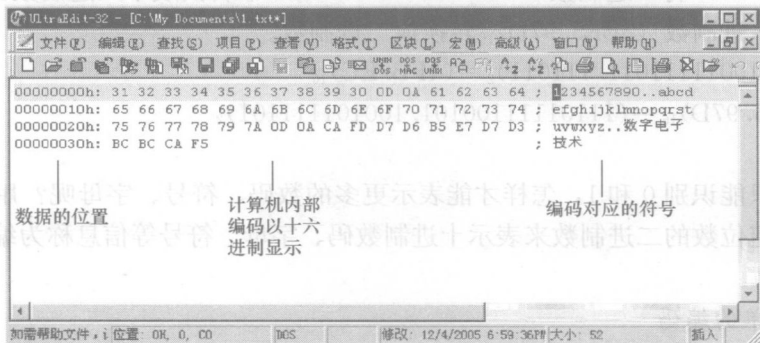 UltraEdit-32 - [C:\My Documents\1.txt*]
文件(F) 编辑(E) 查找(S) 项目(P) 查看(V) 格式(T) 区块(L) 宏(M) 高级(A) 窗口(W) 帮助(H)
00000000h: 31 32 33 34 35 36 37 38 39 30 0D 0A 61 62 63 64 ; 1234567890..abcd
00000010h: 65 66 67 68 69 6A 6B 6C 6D 6E 6F 70 71 72 73 74 ; efghijklmnopqrst
00000020h: 75 76 77 78 79 7A 0D 0A CA FD D7 D6 B5 E7 D7 D3 ; uvwxyz..数字电子
00000030h: BC BC CA F5 ; 技术
数据的位置
计算机内部
编码以十六
进制显示
编码对应的符号
如需帮助文件，i 位置: 0H, 0, C0 DOS 修改: 12/4/2005 6:59:36PM 大小: 52 插入